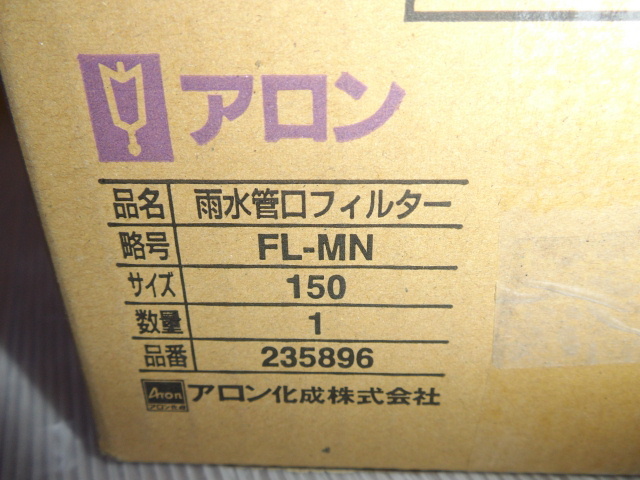 アロン
品名 雨水管口フィルター
略号 FL-MN
サイズ 150
数量 1
品番 235896
Aron アロン化成株式会社